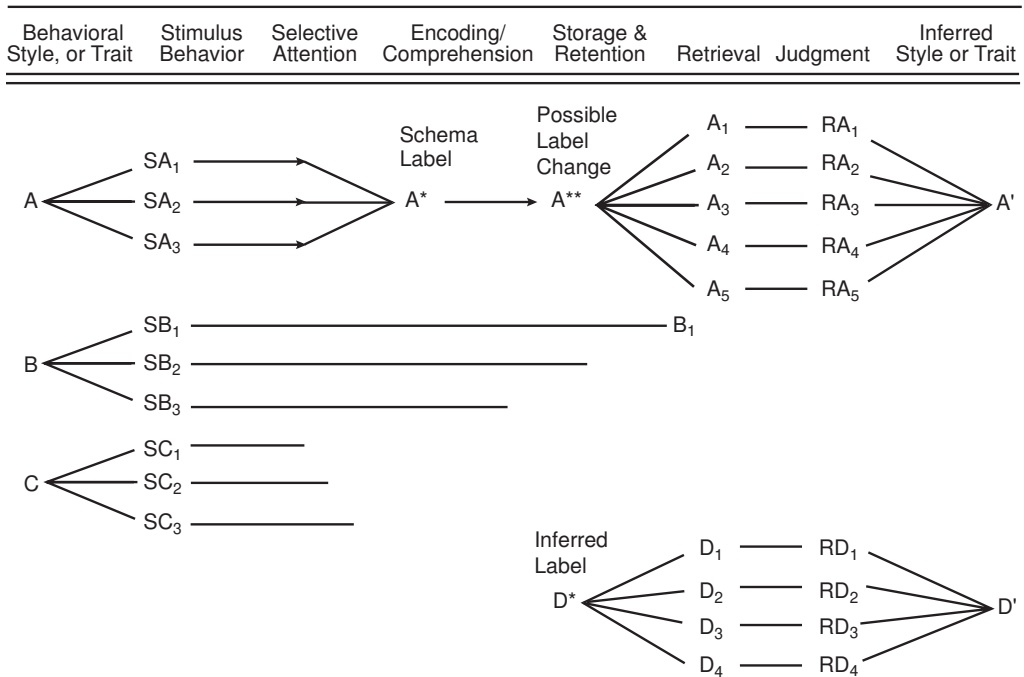 Behavioral Stimulus Selective Encoding/ Storage & Inferred
Style, or Trait Behavior Attention Comprehension Retention Retrieval Judgment Style or Trait
Schema
Label
Possible
Label
Change
A
SA₁
SA₂
SA₃
A*
A**
A₁ RA₁
A₂ RA₂
A₃ RA₃
A₄ RA₄
A₅ RA₅
A'
B
SB₁
SB₂
SB₃
B₁
C
SC₁
SC₂
SC₃
Inferred
Label
D*
D₁ RD₁
D₂ RD₂
D₃ RD₃
D₄ RD₄
D'